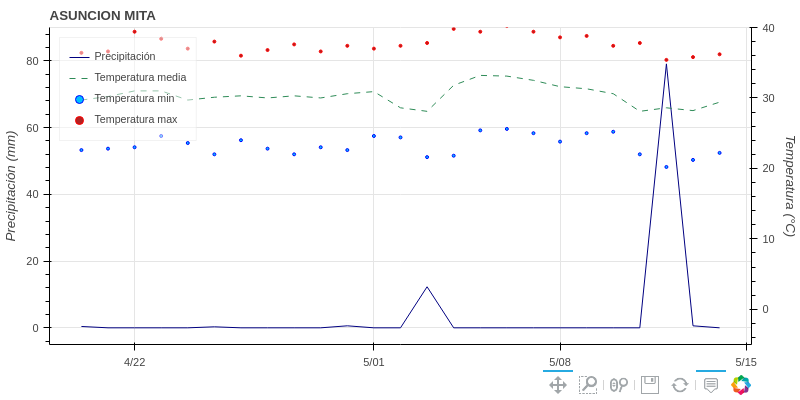 ASUNCION MITA
Precipitación
Temperatura media
Temperatura min
Temperatura max
Precipitación (mm)
80
60
40
20
0
Temperatura (°C)
40
30
20
10
0
4/22
5/01
5/08
5/15